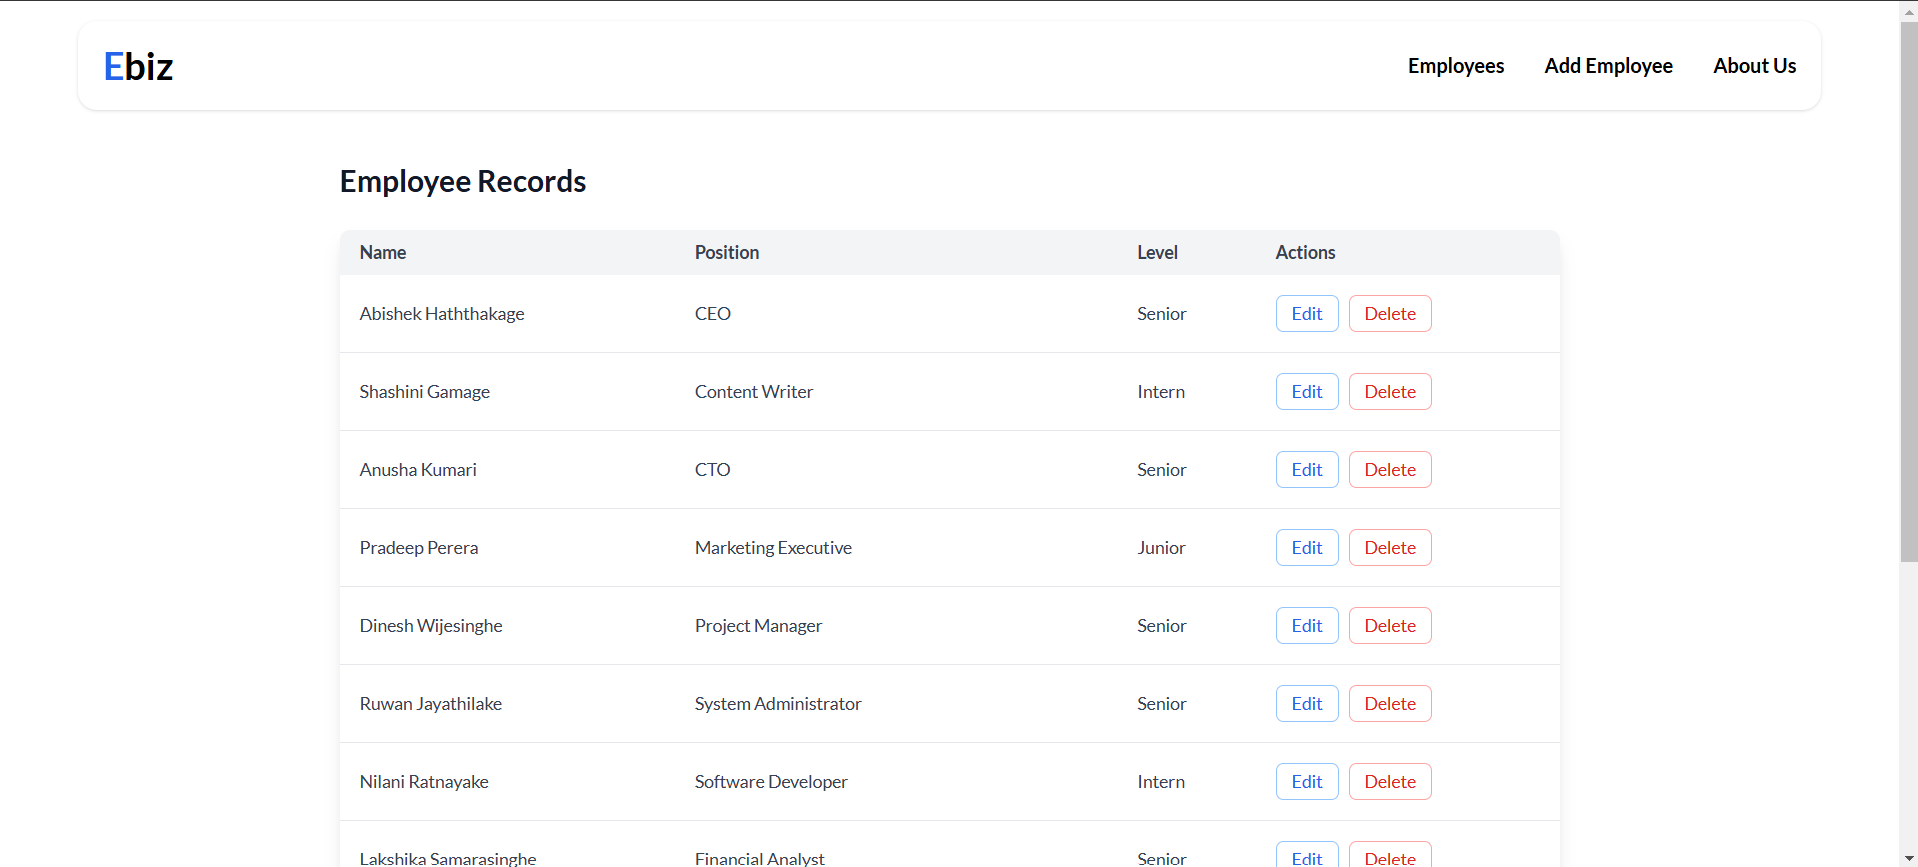 Ebiz
Employees Add Employee About Us
Employee Records
Name Position Level Actions
Abishek Haththakage CEO Senior Edit Delete
Shashini Gamage Content Writer Intern Edit Delete
Anusha Kumari CTO Senior Edit Delete
Pradeep Perera Marketing Executive Junior Edit Delete
Dinesh Wijesinghe Project Manager Senior Edit Delete
Ruwan Jayathilake System Administrator Senior Edit Delete
Nilani Ratnayake Software Developer Intern Edit Delete
Lakshika Samarasinghe Financial Analyst Senior Edit Delete